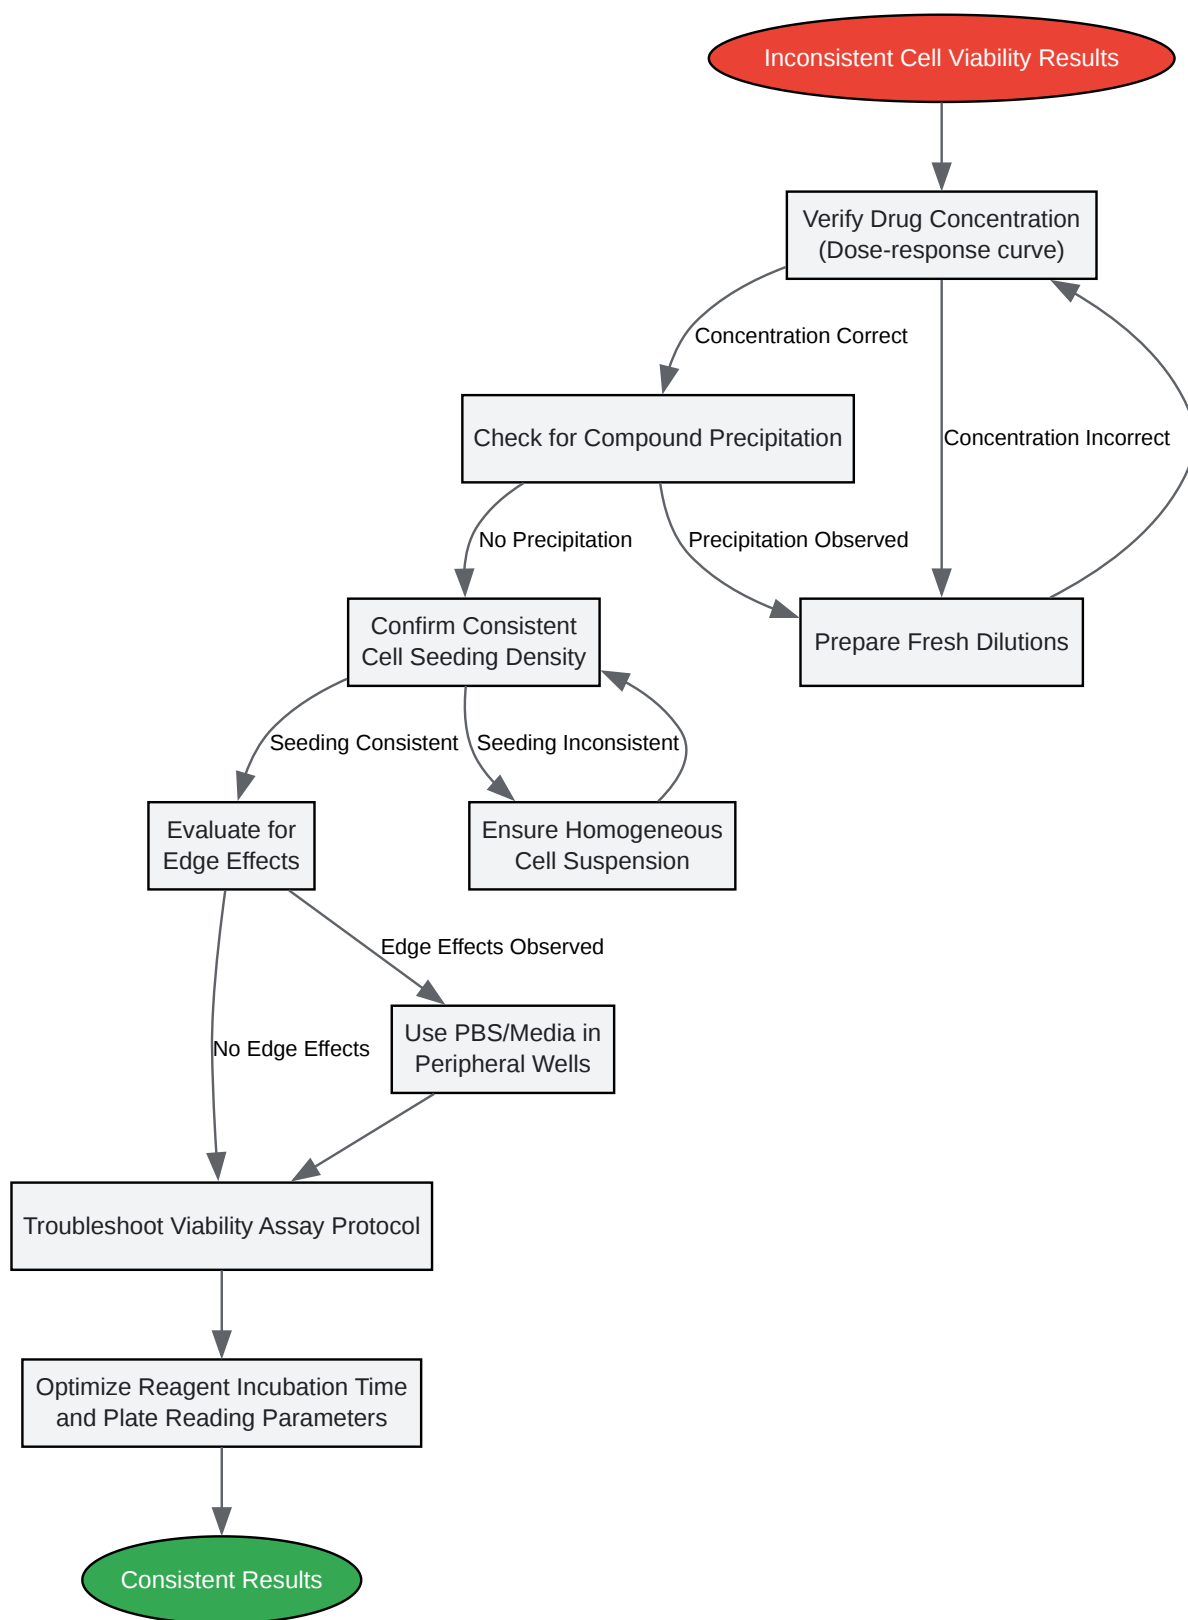 Inconsistent Cell Viability Results
Verify Drug Concentration
(Dose-response curve)
Concentration Correct
Check for Compound Precipitation
Concentration Incorrect
No Precipitation
Precipitation Observed
Confirm Consistent
Cell Seeding Density
Prepare Fresh Dilutions
Seeding Consistent
Seeding Inconsistent
Evaluate for
Edge Effects
Ensure Homogeneous
Cell Suspension
Edge Effects Observed
No Edge Effects
Use PBS/Media in
Peripheral Wells
Troubleshoot Viability Assay Protocol
Optimize Reagent Incubation Time
and Plate Reading Parameters
Consistent Results